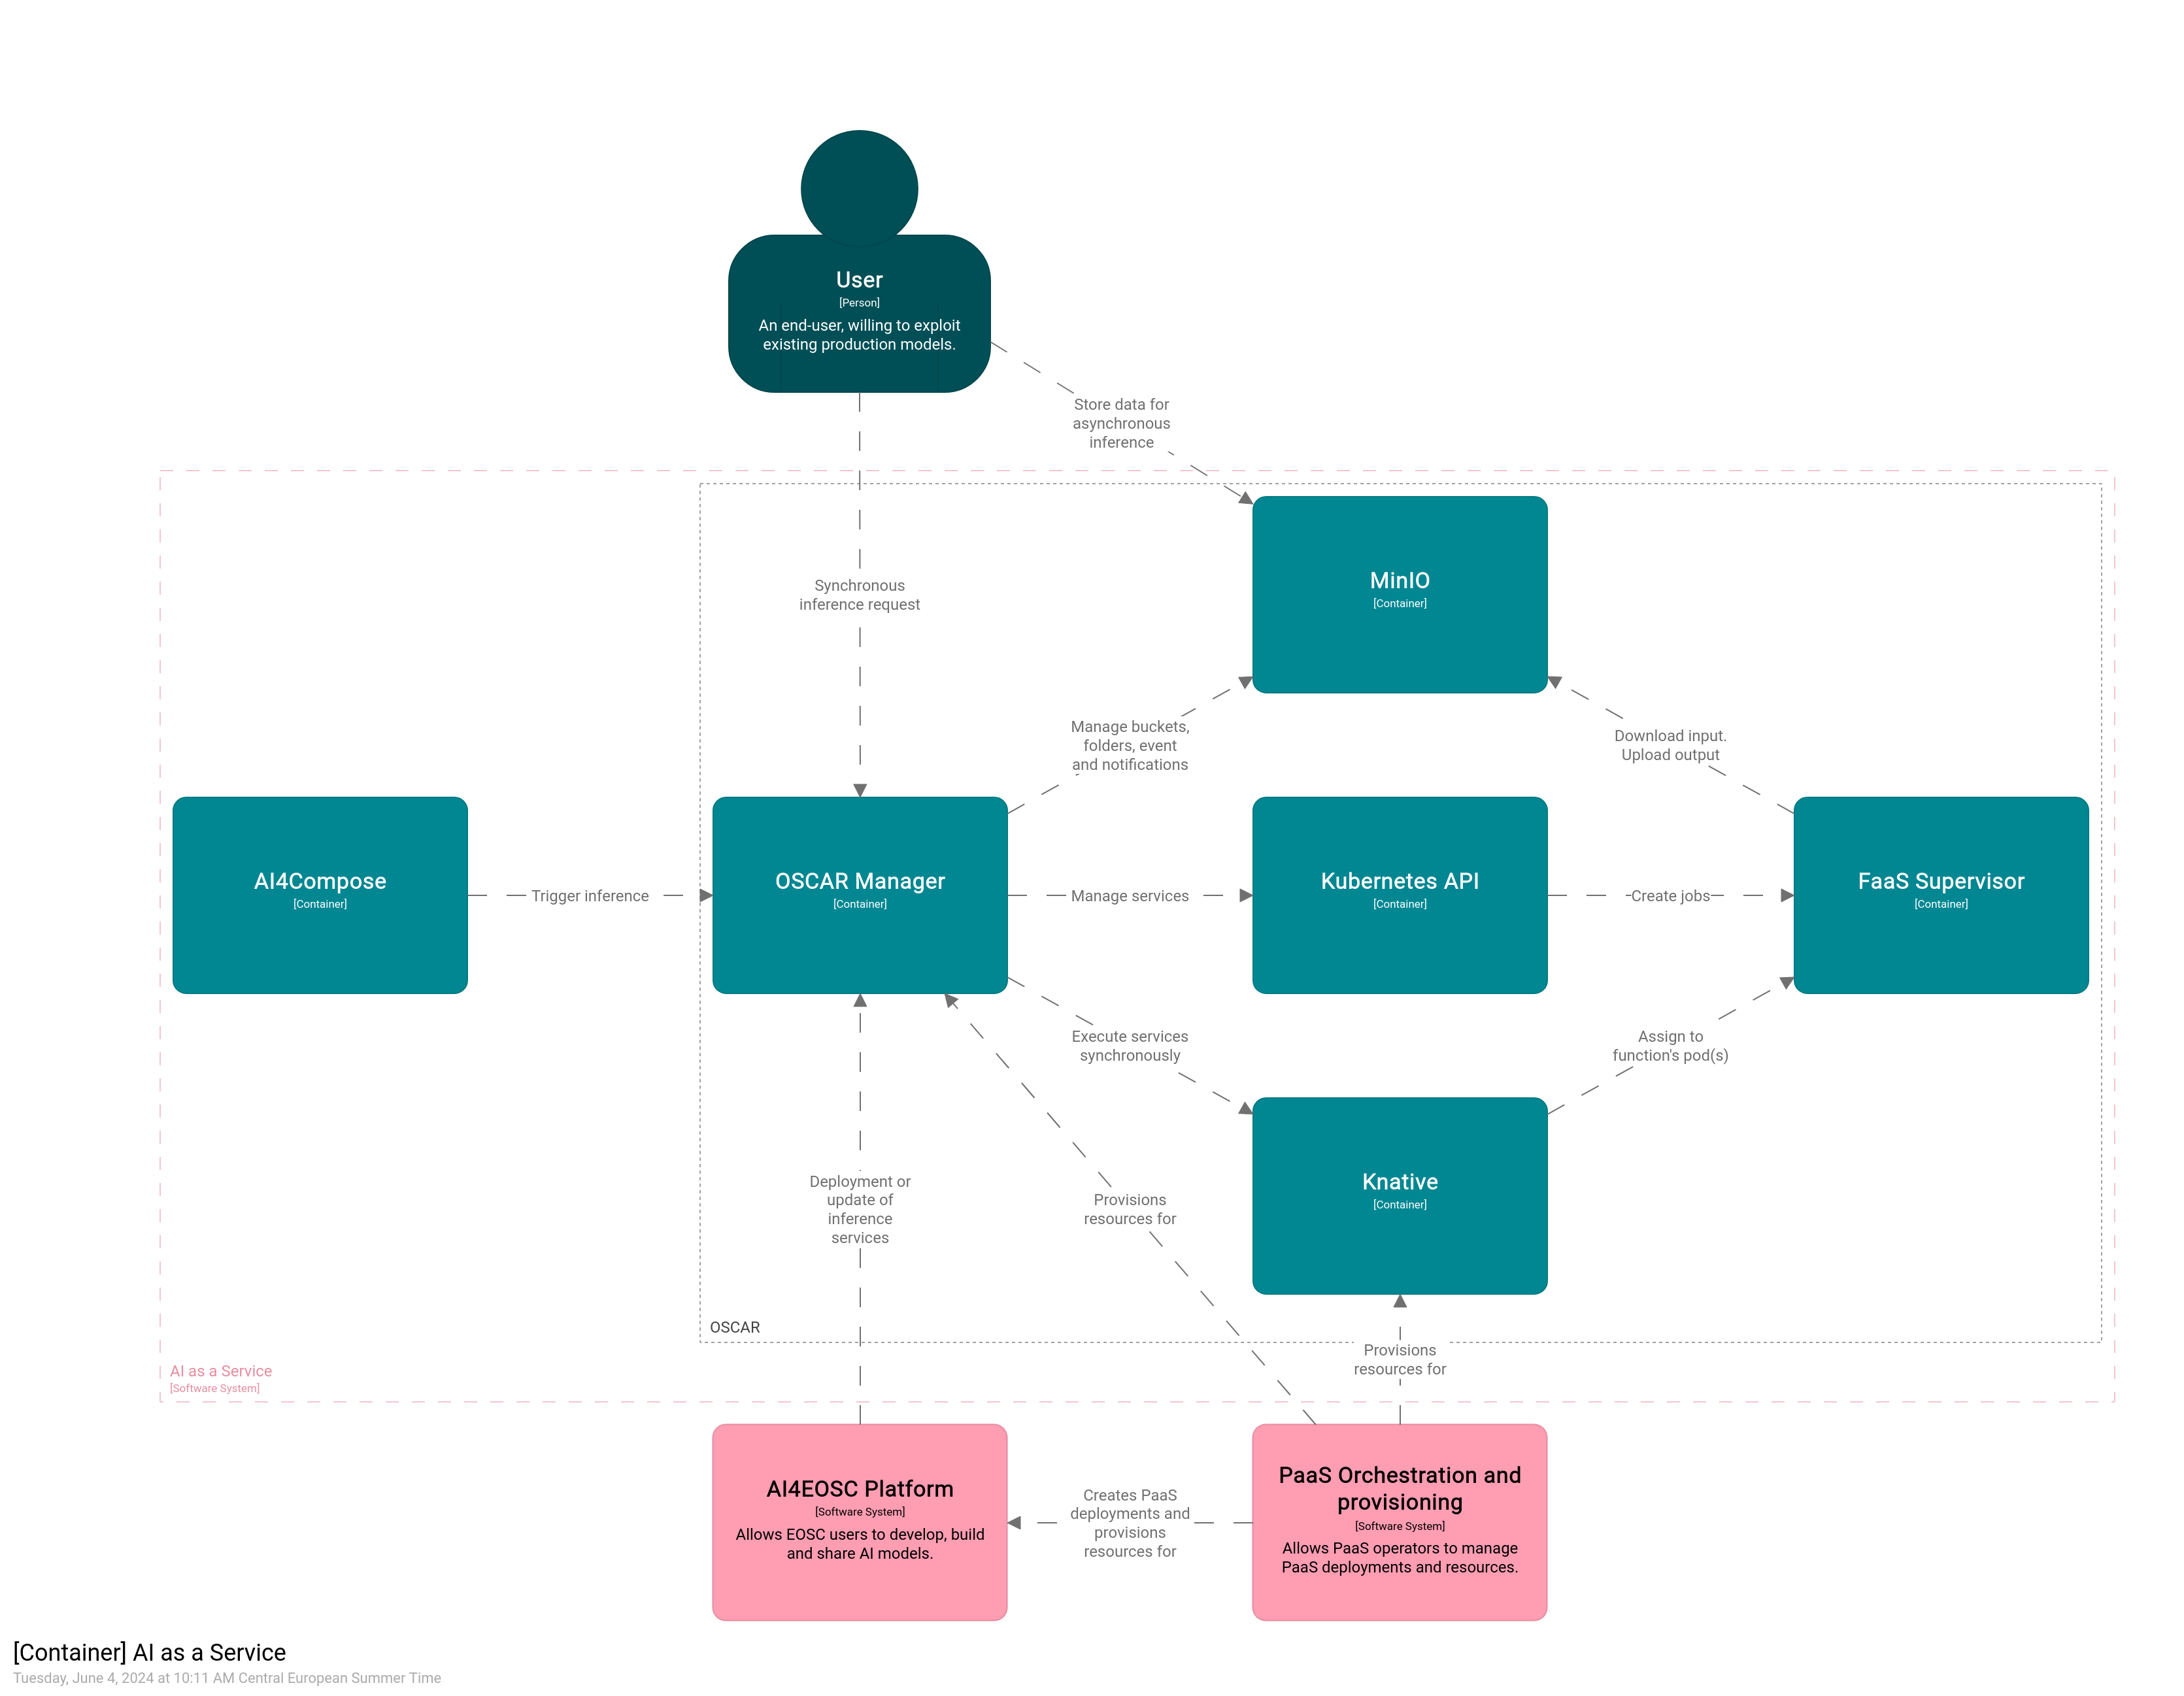 User
[Person]
An end-user, willing to exploit
existing production models.
Store data for
asynchronous
inference
Synchronous
inference request
MinIO
[Container]
Manage buckets,
folders, event
and notifications
Download input.
Upload output
AI4Compose
[Container]
Trigger inference
OSCAR Manager
[Container]
Manage services
Kubernetes API
[Container]
Create jobs
FaaS Supervisor
[Container]
Execute services
synchronously
Assign to
function's pod(s)
Knative
[Container]
Deployment or
update of
inference
services
Provisions
resources for
OSCAR
Provisions
resources for
AI as a Service
[Software System]
AI4EOSC Platform
[Software System]
Allows EOSC users to develop, build
and share AI models.
Creates PaaS
deployments and
provisions
resources for
PaaS Orchestration and
provisioning
[Software System]
Allows PaaS operators to manage
PaaS deployments and resources.
[Container] AI as a Service
Tuesday, June 4, 2024 at 10:11 AM Central European Summer Time